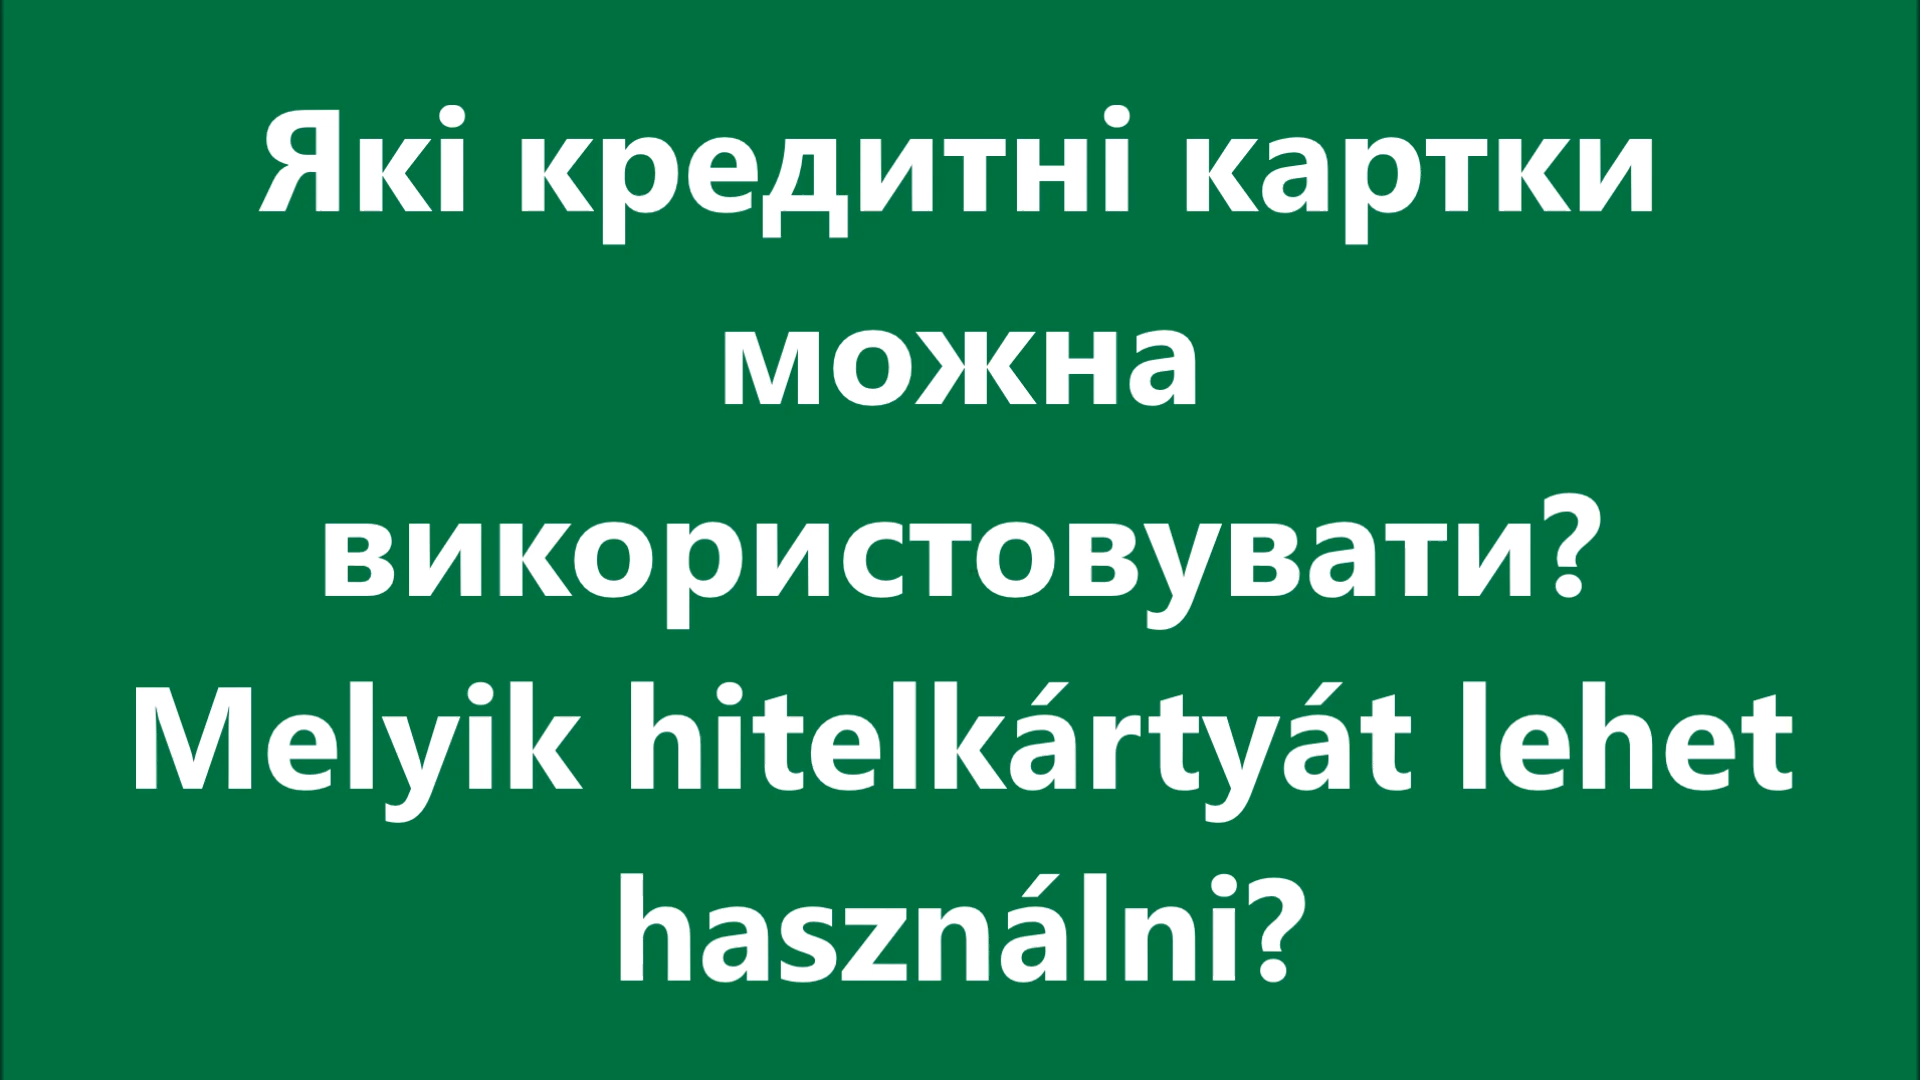 Які кредитні картки
можна
використовувати?
Melyik hitelkártyát lehet
használni?